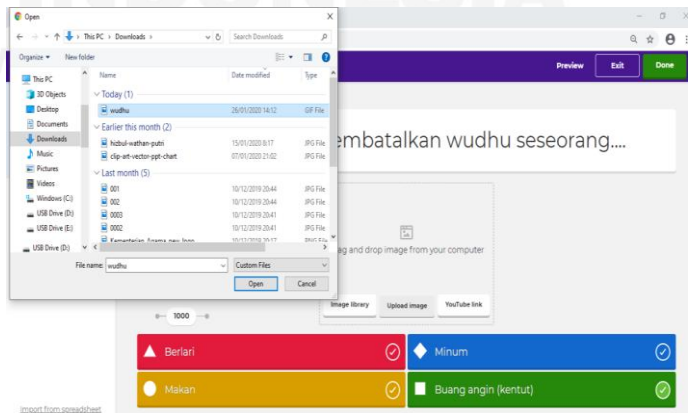 Open
This PC > Downloads >
Search Downloads
Organize
New folder
This PC
3D Objects
Desktop
Documents
Downloads
Music
Pictures
Videos
Windows (C:)
USB Drive (D:)
USB Drive (E:)
USB Drive (D:)
Name Date modified Type
Today (1)
wudhu 26/01/2020 14:12 GIF File
Earlier this month (2)
hizbul-wathan-putri 15/01/2020 8:17 JPG File
clip-art-vector-ppt-chart 07/01/2020 21:02 JPG File
Last month (5)
001 10/12/2019 20:44 JPG File
002 10/12/2019 20:44 JPG File
0003 10/12/2019 20:41 JPG File
0002 10/12/2019 20:41 JPG File
File name: wudhu
Custom Files
Open Cancel
Preview Exit Done
embatalkan wudhu seseorang....
ag and drop image from your computer
Image library Upload image YouTube link
1000
Berlari
Minum
Makan
Buang angin (kentut)
Import from spreadsheet